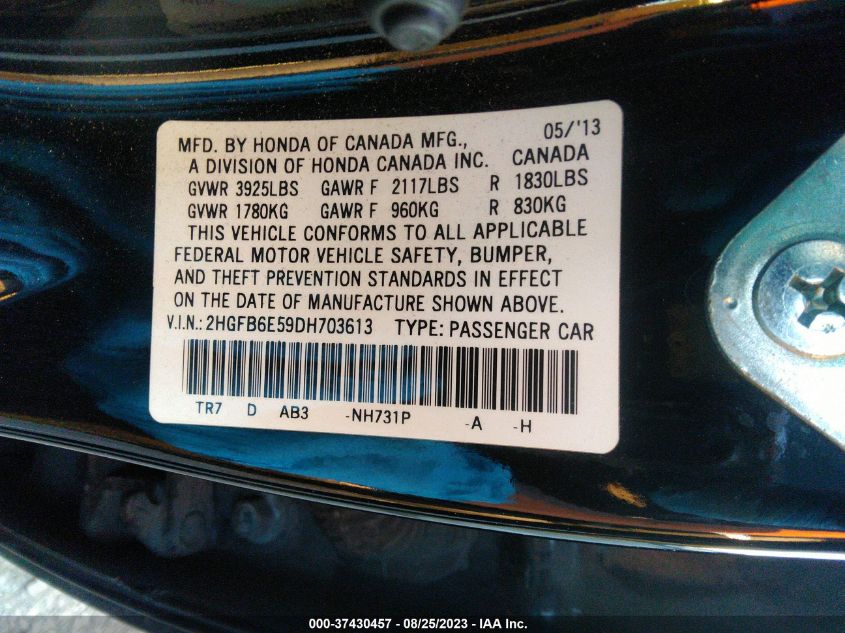 05/'13
MFD. BY HONDA OF CANADA MFG.,
A DIVISION OF HONDA CANADA INC. CANADA
GVWR 3925LBS GAWR F 2117LBS R 1830LBS
GVWR 1780KG GAWR F 960KG R 830KG
THIS VEHICLE CONFORMS TO ALL APPLICABLE
FEDERAL MOTOR VEHICLE SAFETY, BUMPER,
AND THEFT PREVENTION STANDARDS IN EFFECT
ON THE DATE OF MANUFACTURE SHOWN ABOVE.
V.I.N.: 2HGFB6E59DH703613 TYPE: PASSENGER CAR
TR7 D AB3 -NH731P -A -H
000-37430457 - 08/25/2023 - IAA Inc.